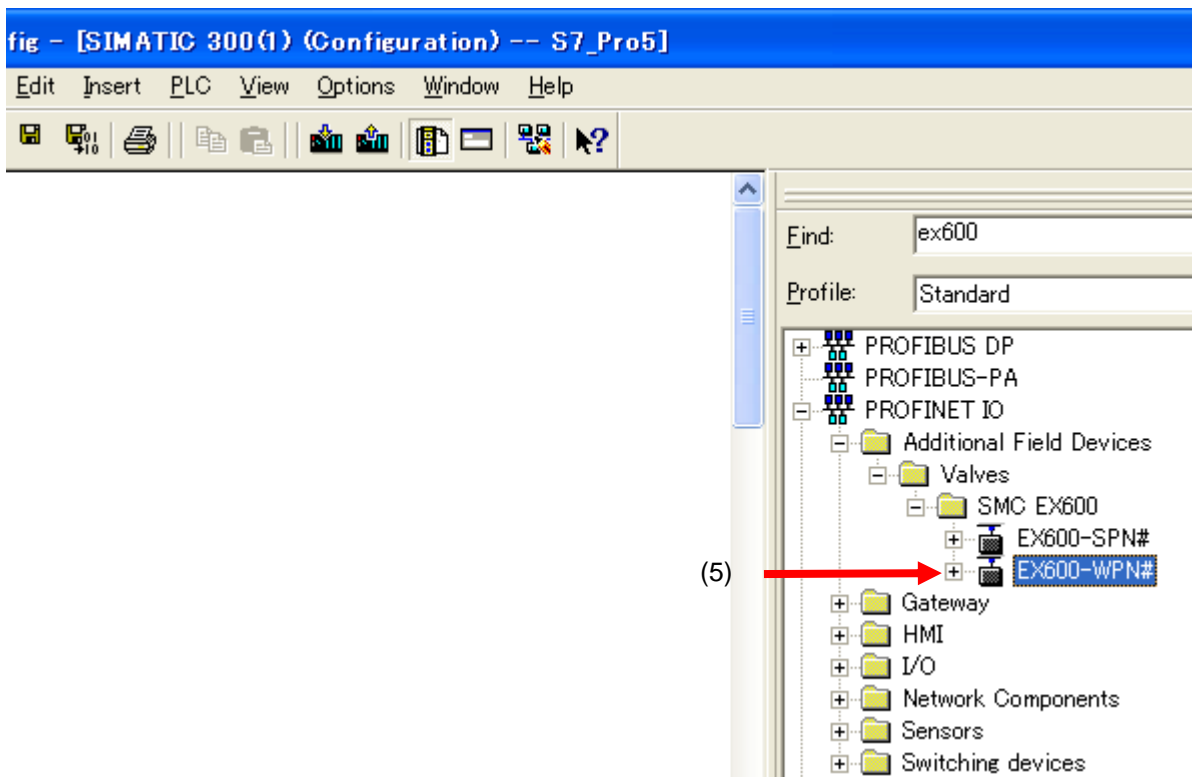 fig - [SIMATIC 300(1) (Configuration) -- S7_Pro5]
Edit Insert PLC View Options Window Help
Find: ex600
Profile: Standard
PROFIBUS DP
PROFIBUS-PA
PROFINET IO
Additional Field Devices
Valves
SMC EX600
EX600-SPN#
(5) EX600-WPN#
Gateway
HMI
I/O
Network Components
Sensors
Switching devices